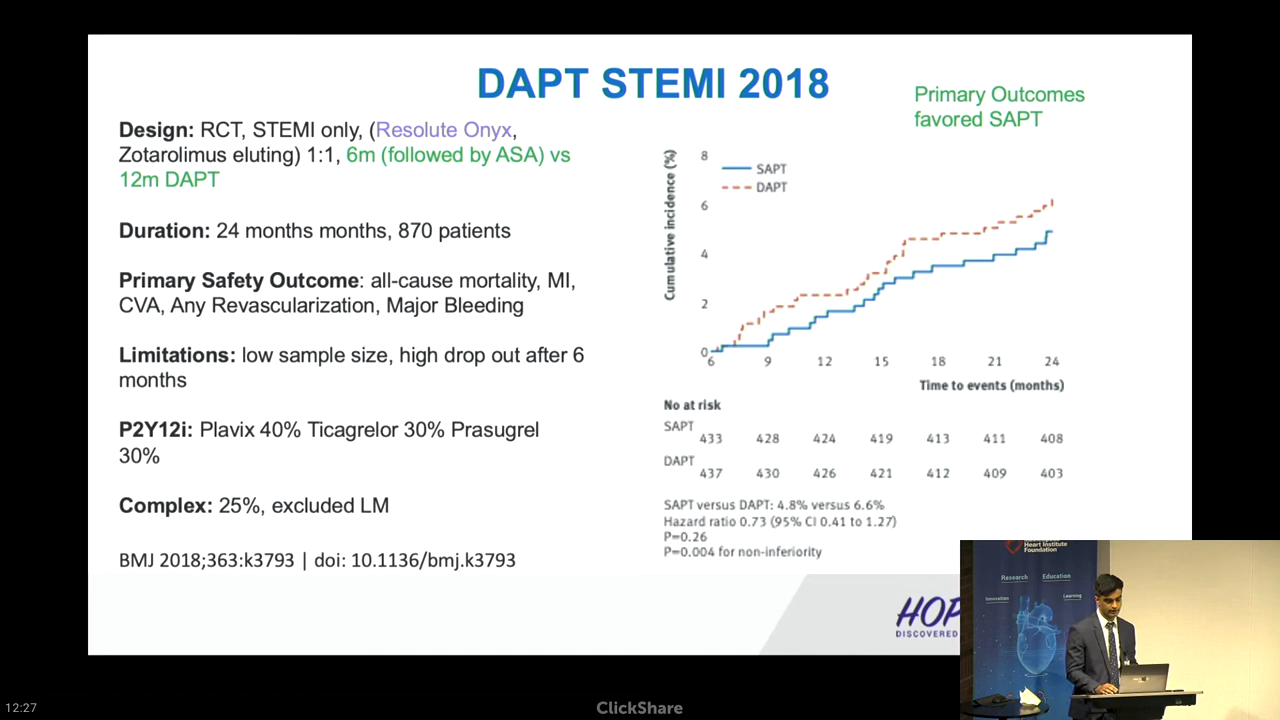 DAPT STEMI 2018
Primary Outcomes
favored SAPT
Design: RCT, STEMI only, (Resolute Onyx,
Zotarolimus eluting) 1:1, 6m (followed by ASA) vs
12m DAPT
Duration: 24 months months, 870 patients
Primary Safety Outcome: all-cause mortality, MI,
CVA, Any Revascularization, Major Bleeding
Limitations: low sample size, high drop out after 6
months
P2Y12i: Plavix 40% Ticagrelor 30% Prasugrel
30%
Complex: 25%, excluded LM
BMJ 2018;363:k3793 | doi: 10.1136/bmj.k3793
Cumulative incidence (%)
8
6
4
2
0
SAPT
DAPT
6 9 12 15 18 21 24
Time to events (months)
No at risk
SAPT
433 428 424 419 413 411 408
DAPT
437 430 426 421 412 409 403
SAPT versus DAPT: 4.8% versus 6.6%
Hazard ratio 0.73 (95% CI 0.41 to 1.27)
P=0.26
P=0.004 for non-inferiority
HOP
DISCOVERED
Heart Institute
Foundation
Research Education
Innovation Learning
12:27
ClickShare